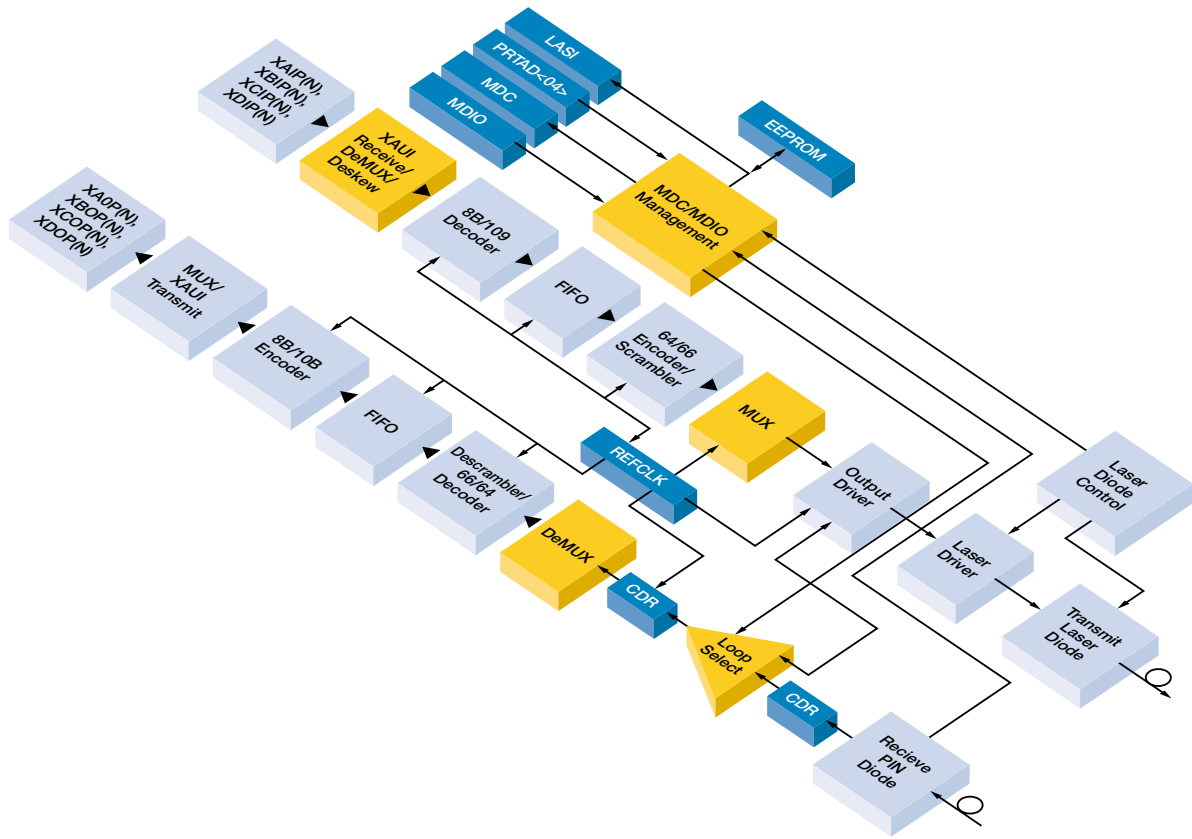 LASI
PRTAD<04>
MDC
MDIO
EEPROM
XAIP(N),
XBIP(N),
XCIP(N),
XDIP(N)
XAUI
Receive/
DeMUX/
Deskew
8B/109
Decoder
FIFO
64/66
Encoder/
Scrambler
MUX
MDC/MDIO
Management
XA0P(N),
XBOP(N),
XCOP(N),
XDOP(N)
MUX/
XAUI
Transmit
8B/10B
Encoder
FIFO
Descrambler/
66/64
Decoder
DeMUX
REFCLK
CDR
Loop
Select
CDR
Recieve
PIN
Diode
Output
Driver
Laser
Driver
Laser
Diode
Control
Transmit
Laser
Diode